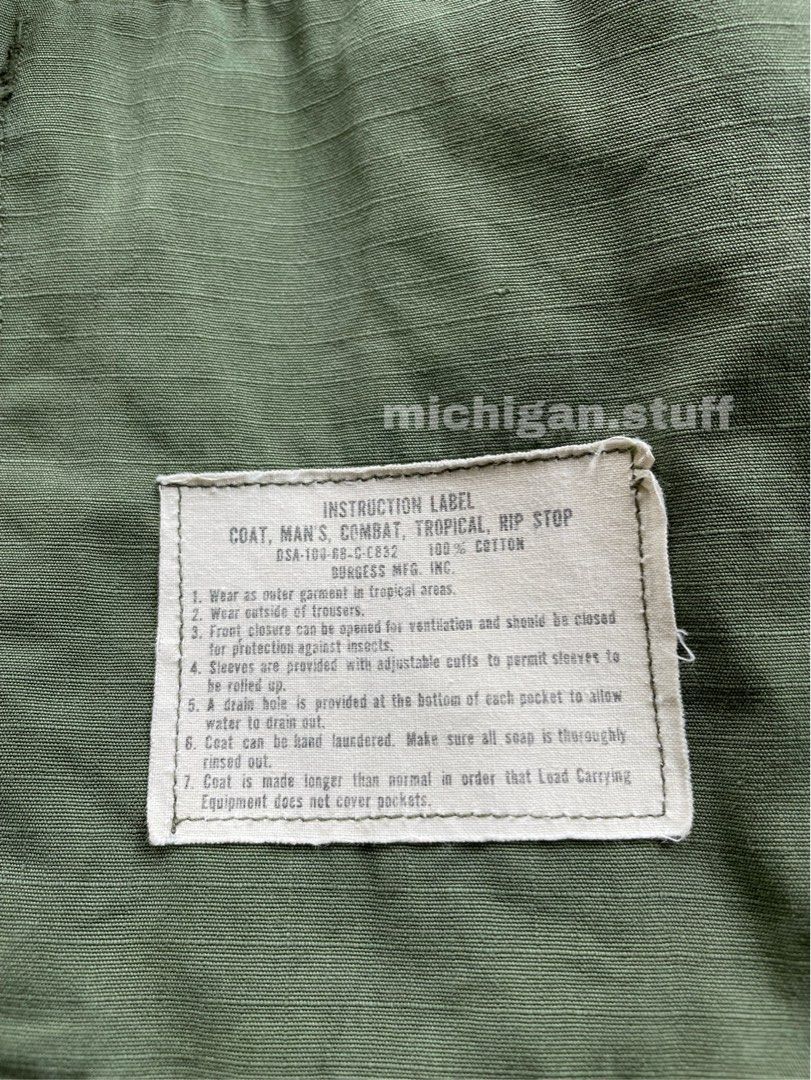 michigan.stuff
INSTRUCTION LABEL
COAT, MAN'S, COMBAT, TROPICAL, RIP STOP
DSA-100-68-C-C832 100% COTTON
BURGESS MFG. INC.
1. Wear as outer garment in tropical areas.
2. Wear outside of trousers.
3. Front closure can be opened for ventilation and should be closed
for protection against insects.
4. Sleeves are provided with adjustable cuffs to permit sleeves to
be rolled up.
5. A drain hole is provided at the bottom of each pocket to allow
water to drain out.
6. Coat can be hand laundered. Make sure all soap is thoroughly
rinsed out.
7. Coat is made longer than normal in order that Load Carrying
Equipment does not cover pockets.